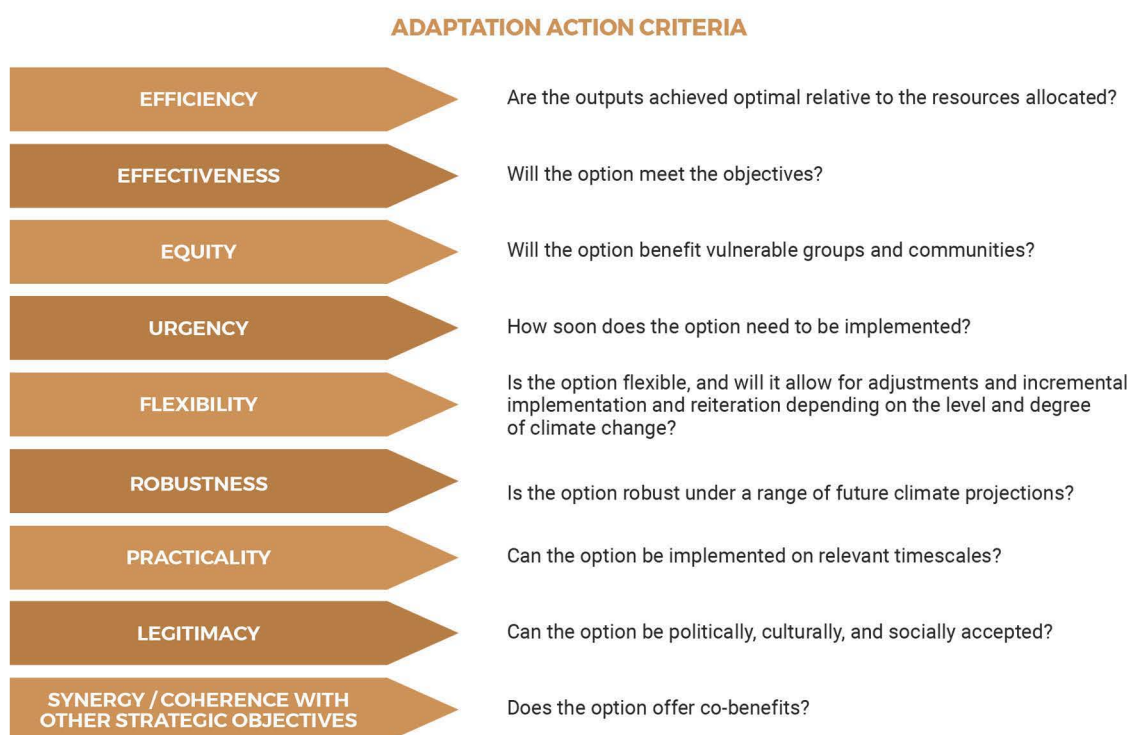 ADAPTATION ACTION CRITERIA
EFFICIENCY
Are the outputs achieved optimal relative to the resources allocated?
EFFECTIVENESS
Will the option meet the objectives?
EQUITY
Will the option benefit vulnerable groups and communities?
URGENCY
How soon does the option need to be implemented?
FLEXIBILITY
Is the option flexible, and will it allow for adjustments and incremental
implementation and reiteration depending on the level and degree
of climate change?
ROBUSTNESS
Is the option robust under a range of future climate projections?
PRACTICALITY
Can the option be implemented on relevant timescales?
LEGITIMACY
Can the option be politically, culturally, and socially accepted?
SYNERGY / COHERENCE WITH
OTHER STRATEGIC OBJECTIVES
Does the option offer co-benefits?